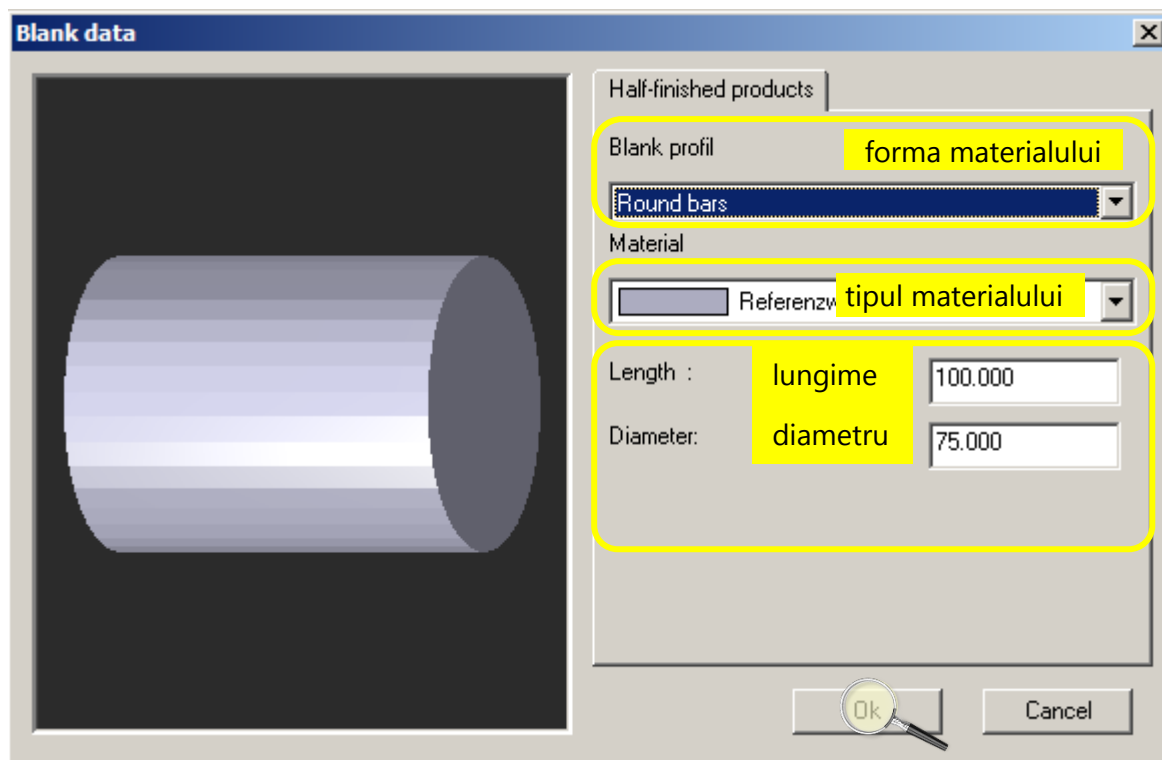 Blank data
Half-finished products
Blank profil
forma materialului
Round bars
Material
tipul materialului
Length :
lungime
100.000
Diameter:
diametru
75.000
Ok
Cancel